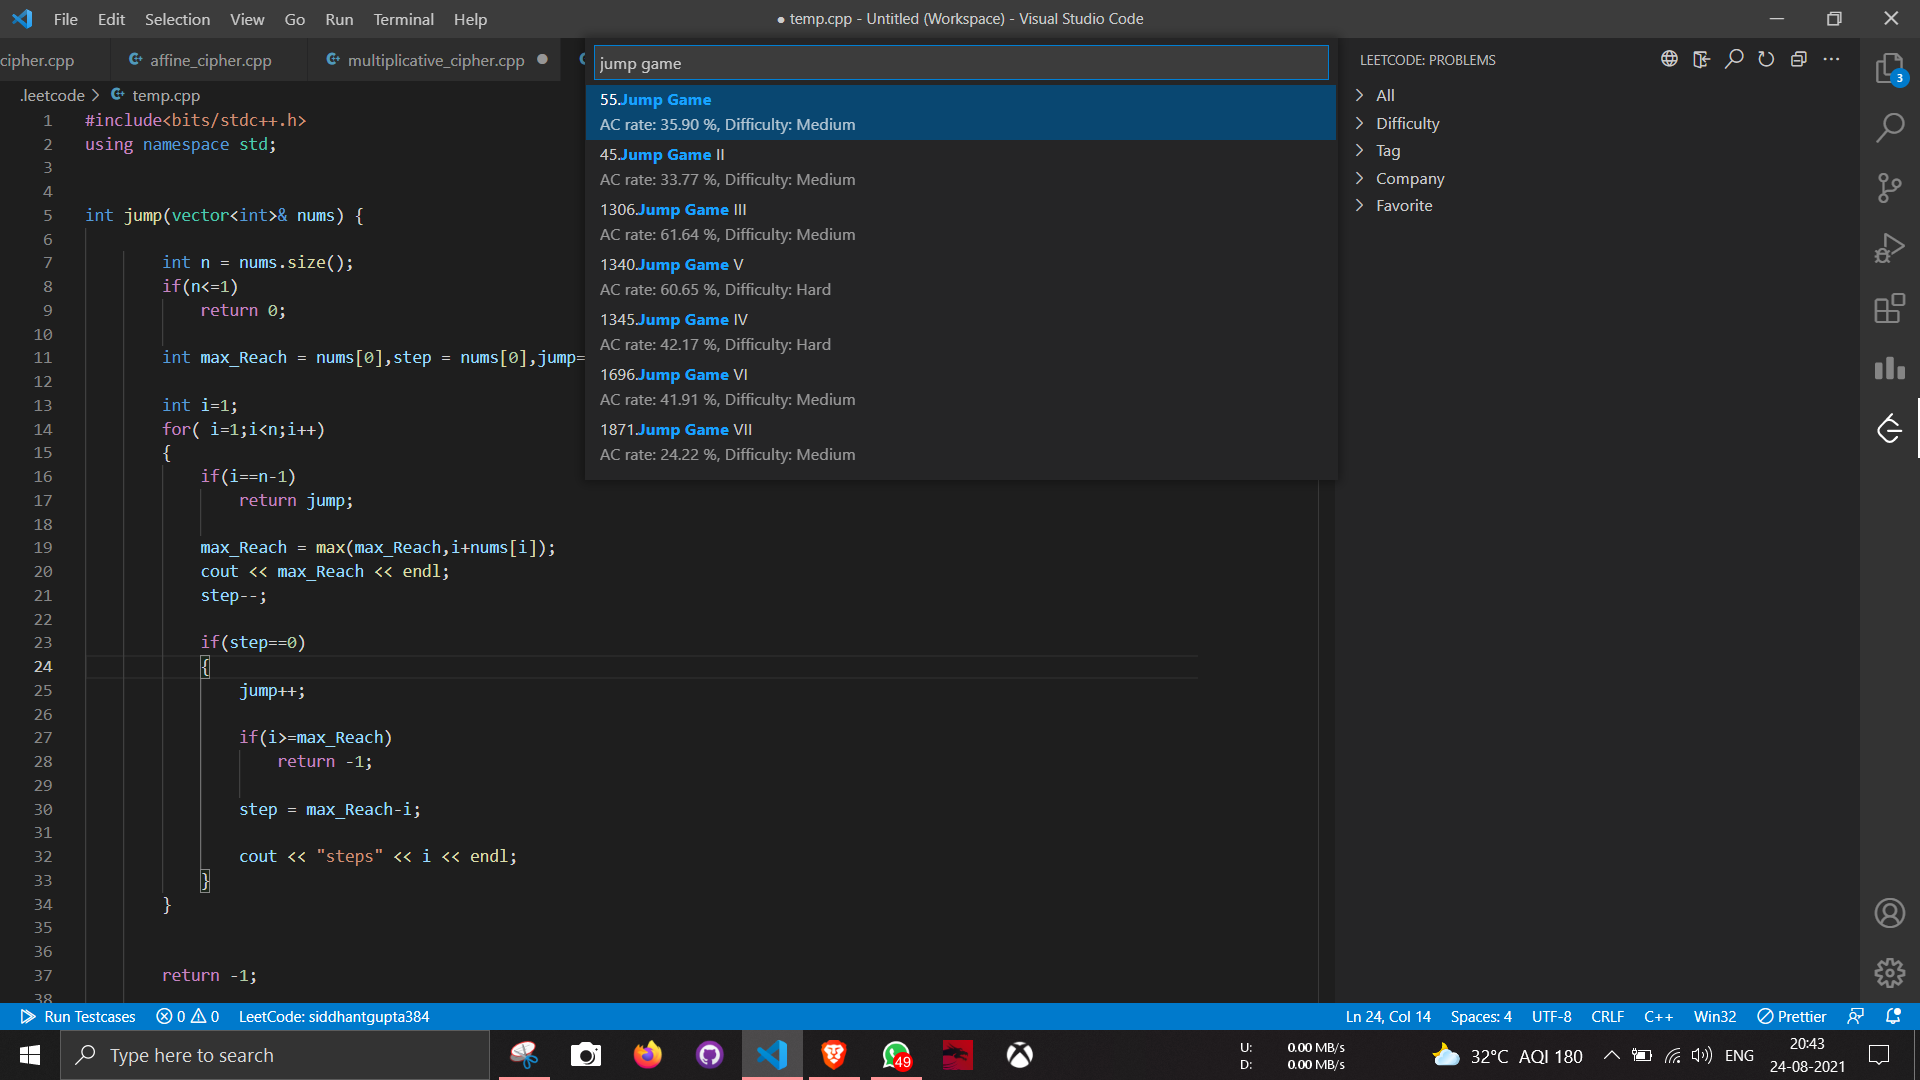 File Edit Selection View Go Run Terminal Help
● temp.cpp - Untitled (Workspace) - Visual Studio Code
cipher.cpp
affine_cipher.cpp
multiplicative_cipher.cpp
.leetcode > temp.cpp
1 #include<bits/stdc++.h>
2 using namespace std;
3
4
5 int jump(vector<int>& nums) {
6
7 int n = nums.size();
8 if(n<=1)
9 return 0;
10
11 int max_Reach = nums[0],step = nums[0],jump=
12
13 int i=1;
14 for( i=1;i<n;i++)
15 {
16 if(i==n-1)
17 return jump;
18
19 max_Reach = max(max_Reach,i+nums[i]);
20 cout << max_Reach << endl;
21 step--;
22
23 if(step==0)
24 {
25 jump++;
26
27 if(i>=max_Reach)
28 return -1;
29
30 step = max_Reach-i;
31
32 cout << "steps" << i << endl;
33 }
34 }
35
36
37 return -1;
38
jump game
55.Jump Game
AC rate: 35.90 %, Difficulty: Medium
45.Jump Game II
AC rate: 33.77 %, Difficulty: Medium
1306.Jump Game III
AC rate: 61.64 %, Difficulty: Medium
1340.Jump Game V
AC rate: 60.65 %, Difficulty: Hard
1345.Jump Game IV
AC rate: 42.17 %, Difficulty: Hard
1696.Jump Game VI
AC rate: 41.91 %, Difficulty: Medium
1871.Jump Game VII
AC rate: 24.22 %, Difficulty: Medium
LEETCODE: PROBLEMS
All
Difficulty
Tag
Company
Favorite
3
Run Testcases 0 0 LeetCode: siddhantgupta384
Ln 24, Col 14 Spaces: 4 UTF-8 CRLF C++ Win32 Prettier
Type here to search
49
U: 0.00 MB/s
D: 0.00 MB/s
32°C AQI 180
ENG
20:43
24-08-2021